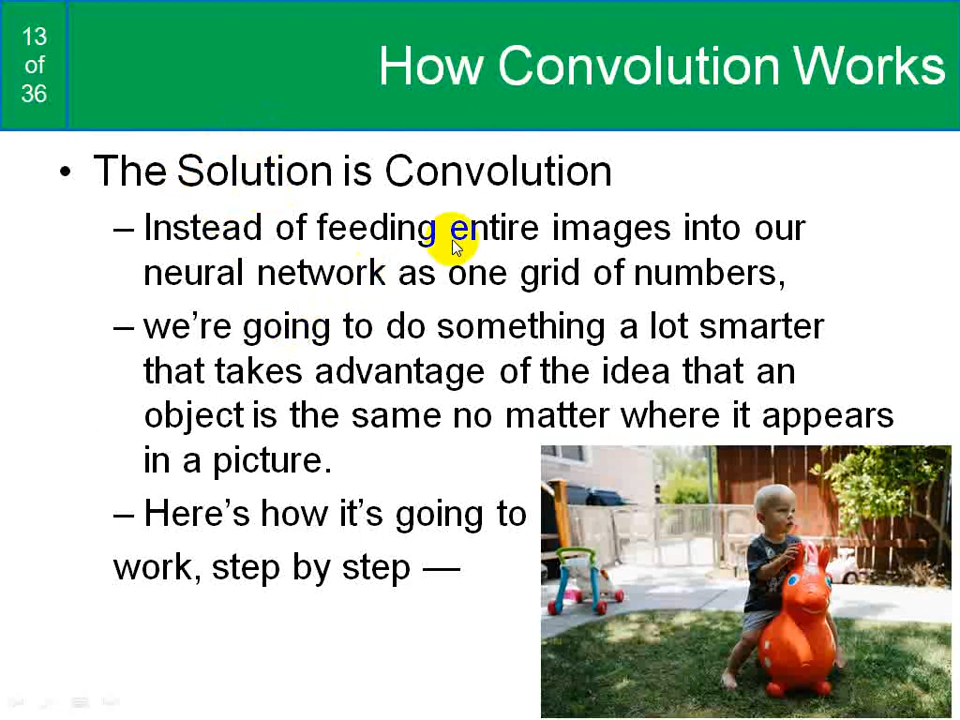 13
of
36
How Convolution Works
• The Solution is Convolution
– Instead of feeding entire images into our
neural network as one grid of numbers,
– we're going to do something a lot smarter
that takes advantage of the idea that an
object is the same no matter where it appears
in a picture.
– Here's how it's going to
work, step by step —